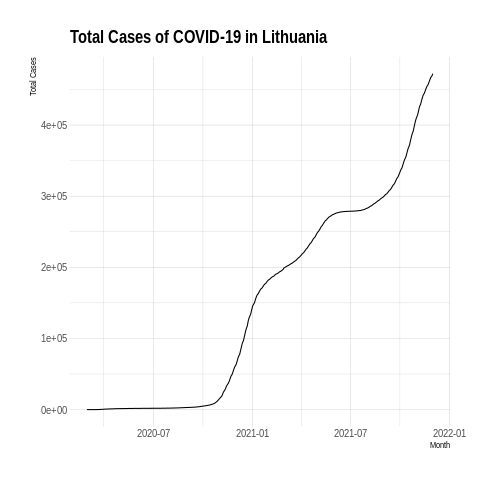 Total Cases of COVID-19 in Lithuania
Total Cases
4e+05
3e+05
2e+05
1e+05
0e+00
2020-07 2021-01 2021-07 2022-01
Month